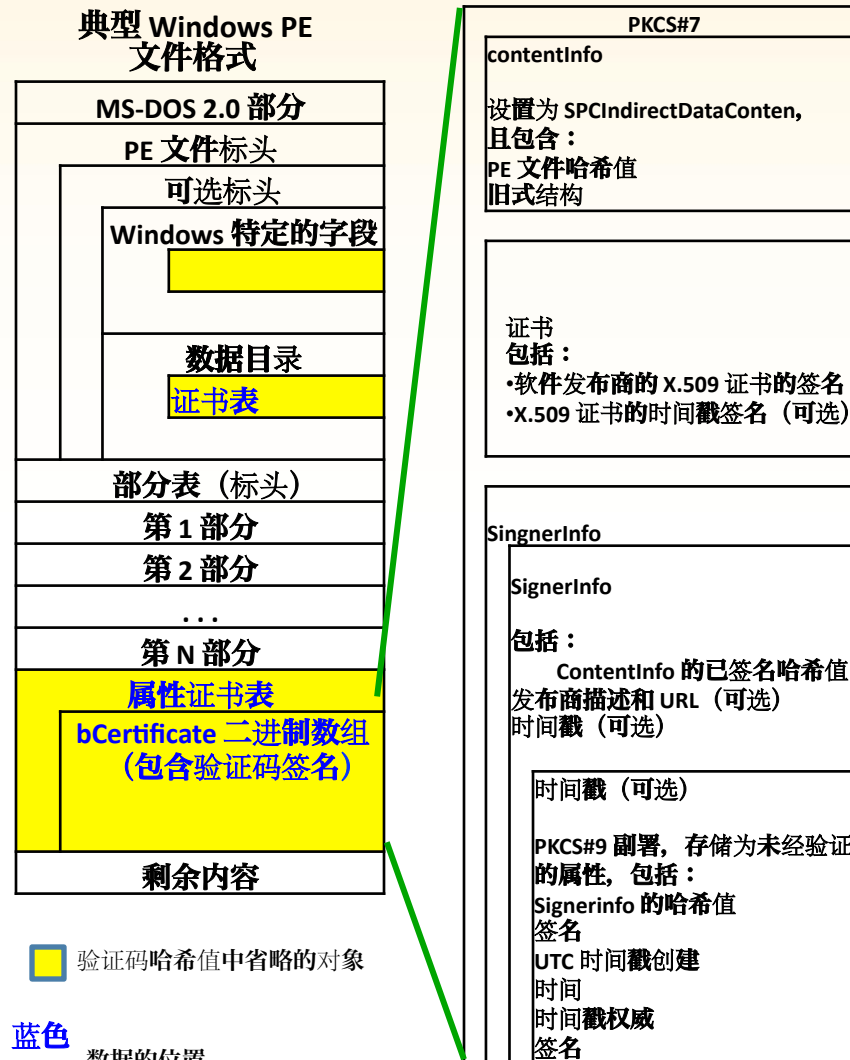 典型 Windows PE
文件格式
MS-DOS 2.0 部分
PE 文件标头
可选标头
Windows 特定的字段
数据目录
证书表
部分表（标头）
第 1 部分
第 2 部分
...
第 N 部分
属性证书表
bCertificate 二进制数组
（包含验证码签名）
剩余内容
验证码哈希值中省略的对象
蓝色
数据的位置
PKCS#7
contentInfo
设置为 SPCIndirectDataConten，
且包含：
PE 文件哈希值
旧式结构
证书
包括：
•软件发布商的 X.509 证书的签名
•X.509 证书的时间戳签名（可选）
SingnerInfo
SignerInfo
包括：
ContentInfo 的已签名哈希值
发布商描述和 URL（可选）
时间戳（可选）
时间戳（可选）
PKCS#9 副署，存储为未经验证
的属性，包括：
Signerinfo 的哈希值
签名
UTC 时间戳创建
时间
时间戳权威
签名